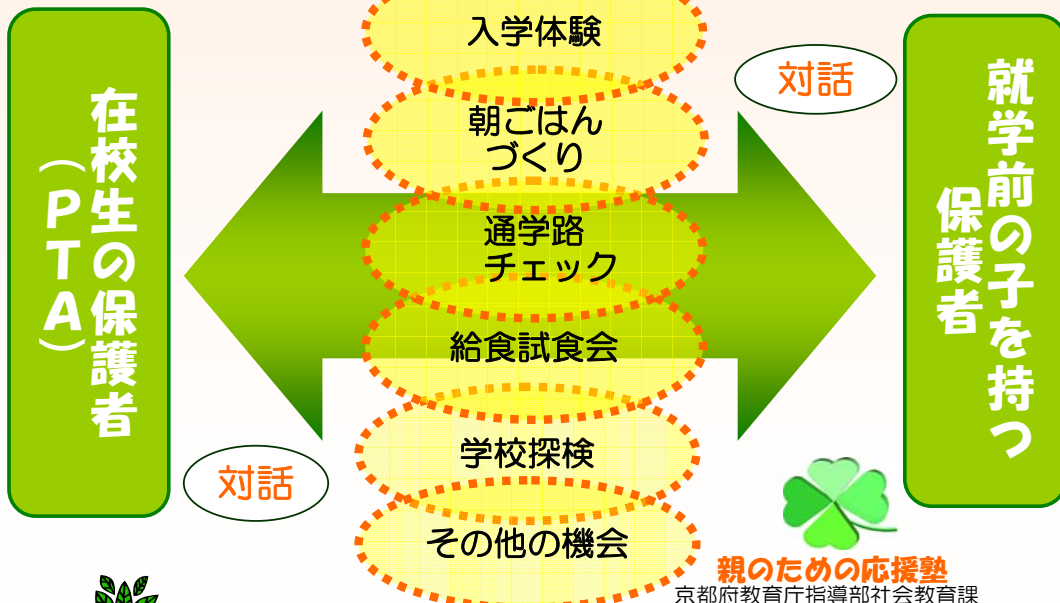 在校生の保護者
（PTA）
入学体験
朝ごはん
づくり
通学路
チェック
給食試食会
学校探検
その他の機会
対話
対話
就学前の子を持つ
保護者
親のための応援塾
京都府教育庁指導部社会教育課